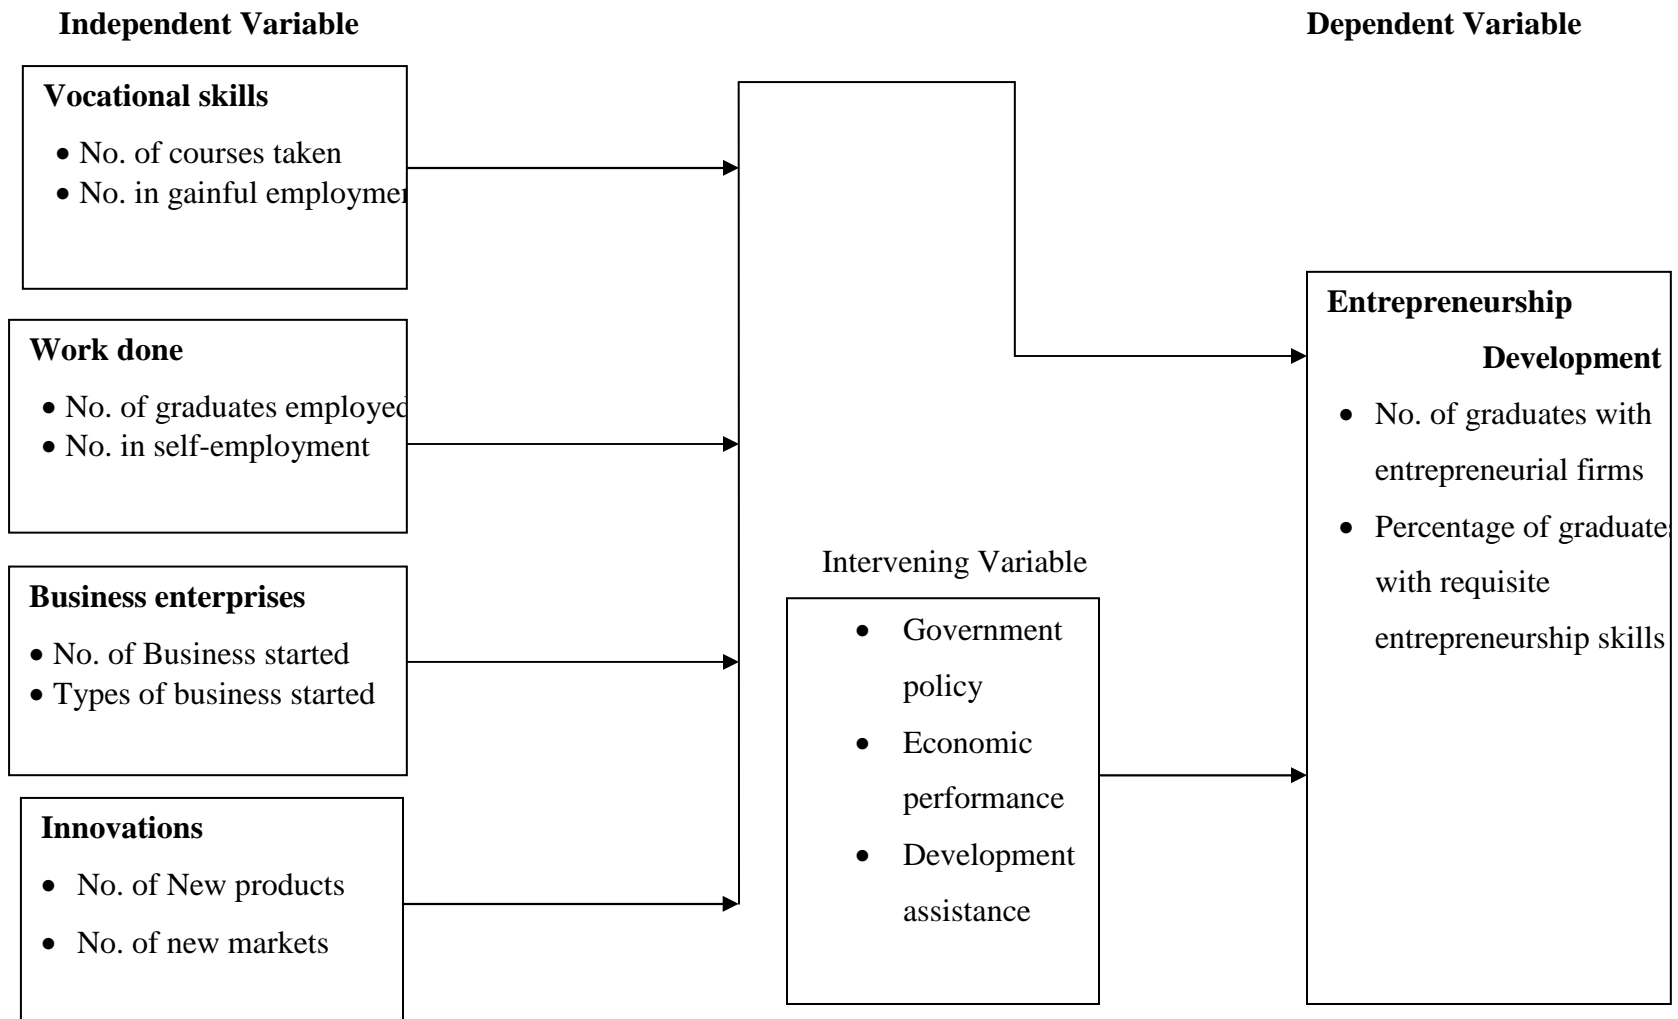 Independent Variable
Dependent Variable
Vocational skills
• No. of courses taken
• No. in gainful employmen
Work done
• No. of graduates employed
• No. in self-employment
Business enterprises
• No. of Business started
• Types of business started
Innovations
• No. of New products
• No. of new markets
Intervening Variable
• Government
policy
• Economic
performance
• Development
assistance
Entrepreneurship
Development
• No. of graduates with
entrepreneurial firms
• Percentage of graduates
with requisite
entrepreneurship skills